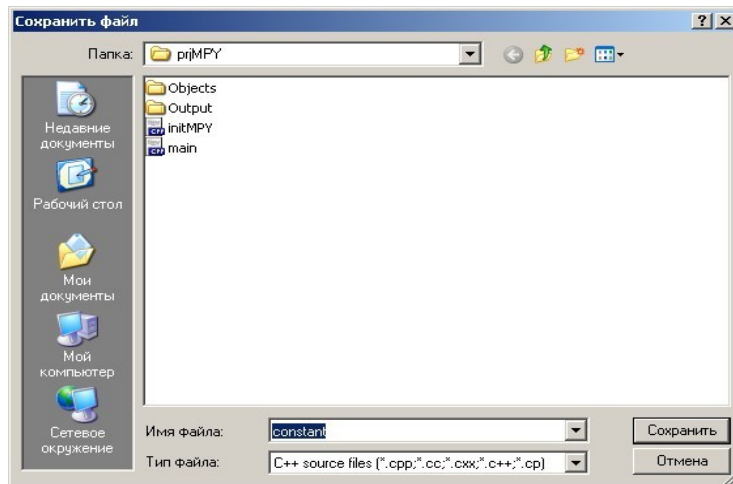 Сохранить файл
Папка: prjMPY
Недавние документы
Рабочий стол
Мои документы
Мой компьютер
Сетевое окружение
Objects
Output
initMPY
main
Имя файла: constant
Сохранить
Тип файла: C++ source files (*.cpp;*.cc;*.cxx;*.c++;*.cp)
Отмена